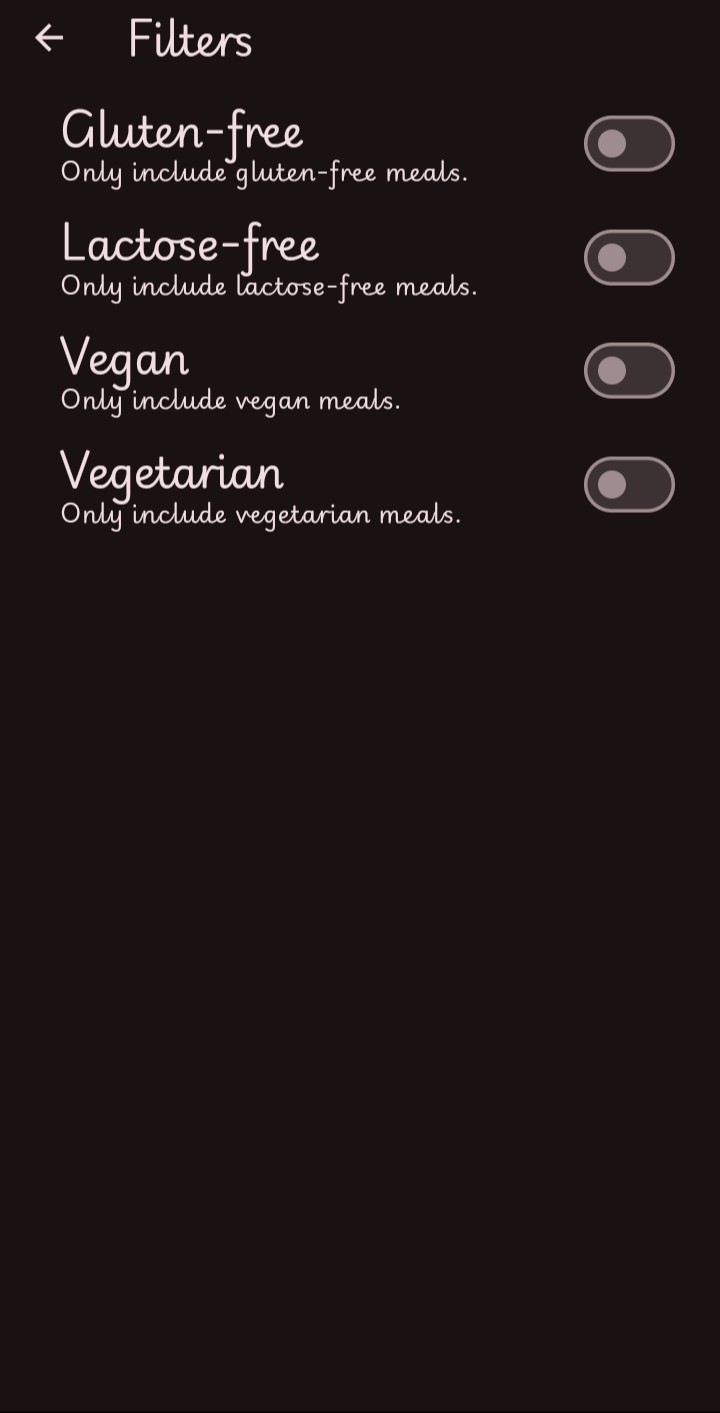 Filters
Gluten-free
Only include gluten-free meals.
Lactose-free
Only include lactose-free meals.
Vegan
Only include vegan meals.
Vegetarian
Only include vegetarian meals.